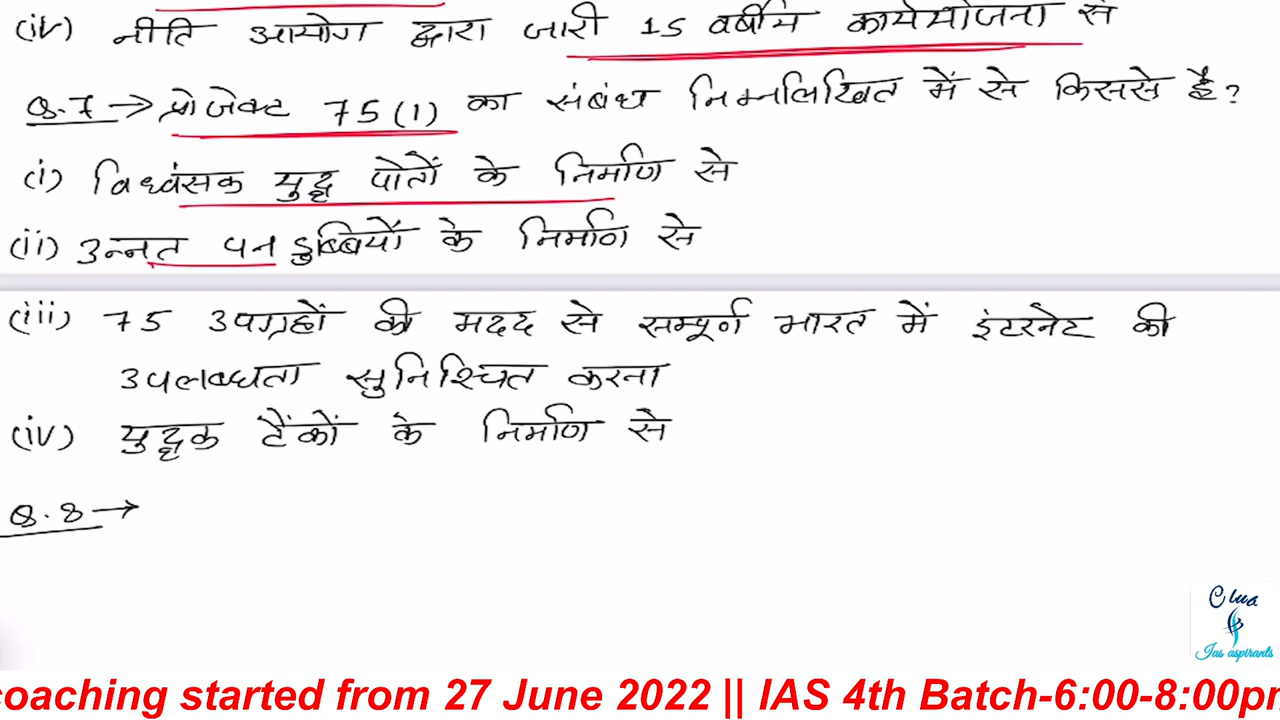 (iv) नीति आयोग द्वारा जारी 15 वर्षीय कार्ययोजना से
Q.7 → प्रोजेक्ट 75(1) का संबंध निम्नलिखित में से किससे है?
(i) विध्वंसक युद्ध पोतों के निर्माण से
(ii) उन्नत पनडुब्बियों के निर्माण से
(iii) 75 उपग्रहों की मदद से सम्पूर्ण भारत में इंटरनेट की
उपलब्धता सुनिश्चित करना
(iv) युद्धक टैंकों के निर्माण से
Q.8 →
Clua
Ias aspirants
coaching started from 27 June 2022 || IAS 4th Batch-6:00-8:00pm